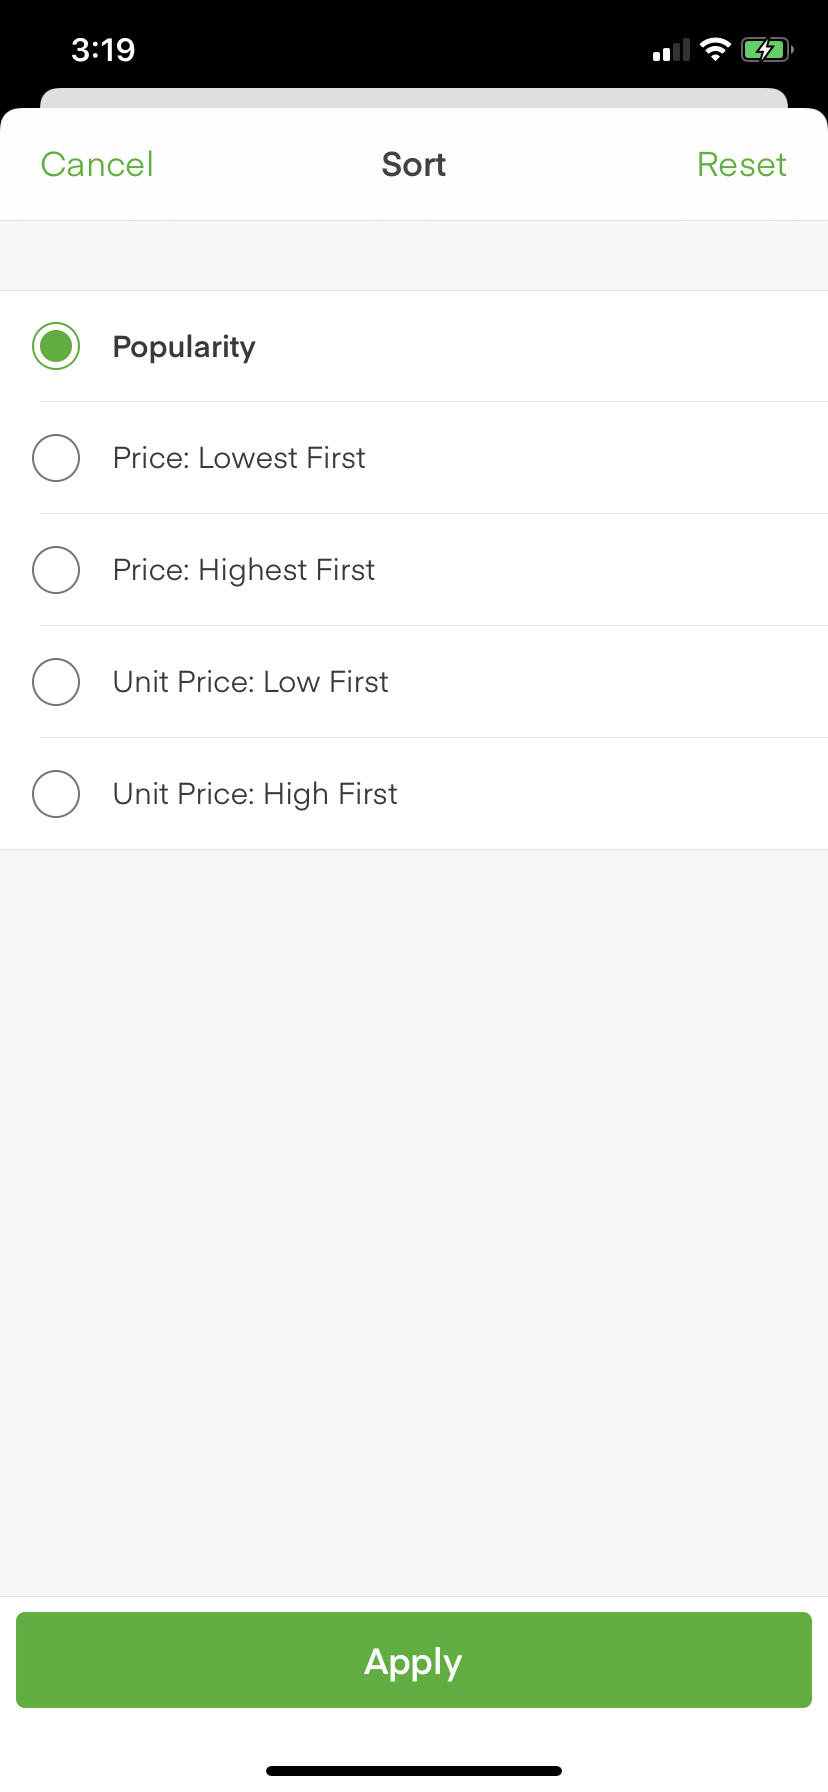 3:19
Cancel Sort Reset
Popularity
Price: Lowest First
Price: Highest First
Unit Price: Low First
Unit Price: High First
Apply